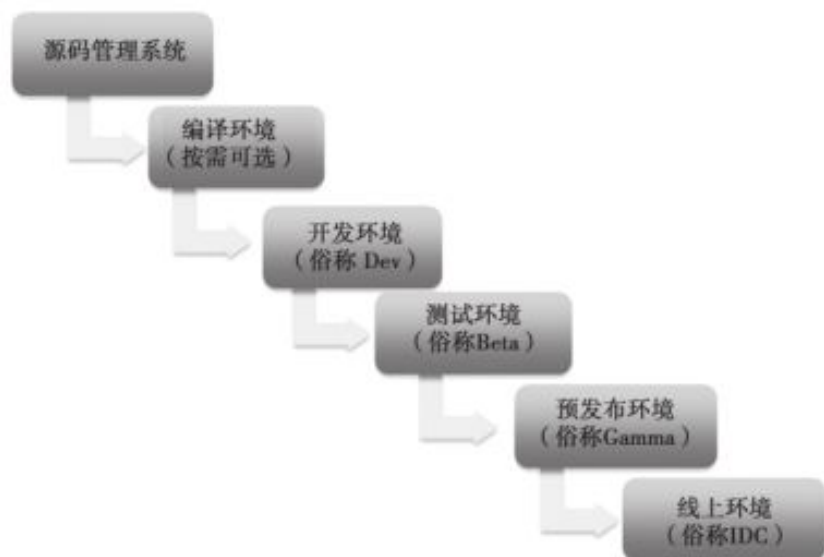 源码管理系统
编译环境
（按需可选）
开发环境
（俗称 Dev）
测试环境
（俗称Beta）
预发布环境
（俗称Gamma）
线上环境
（俗称IDC）